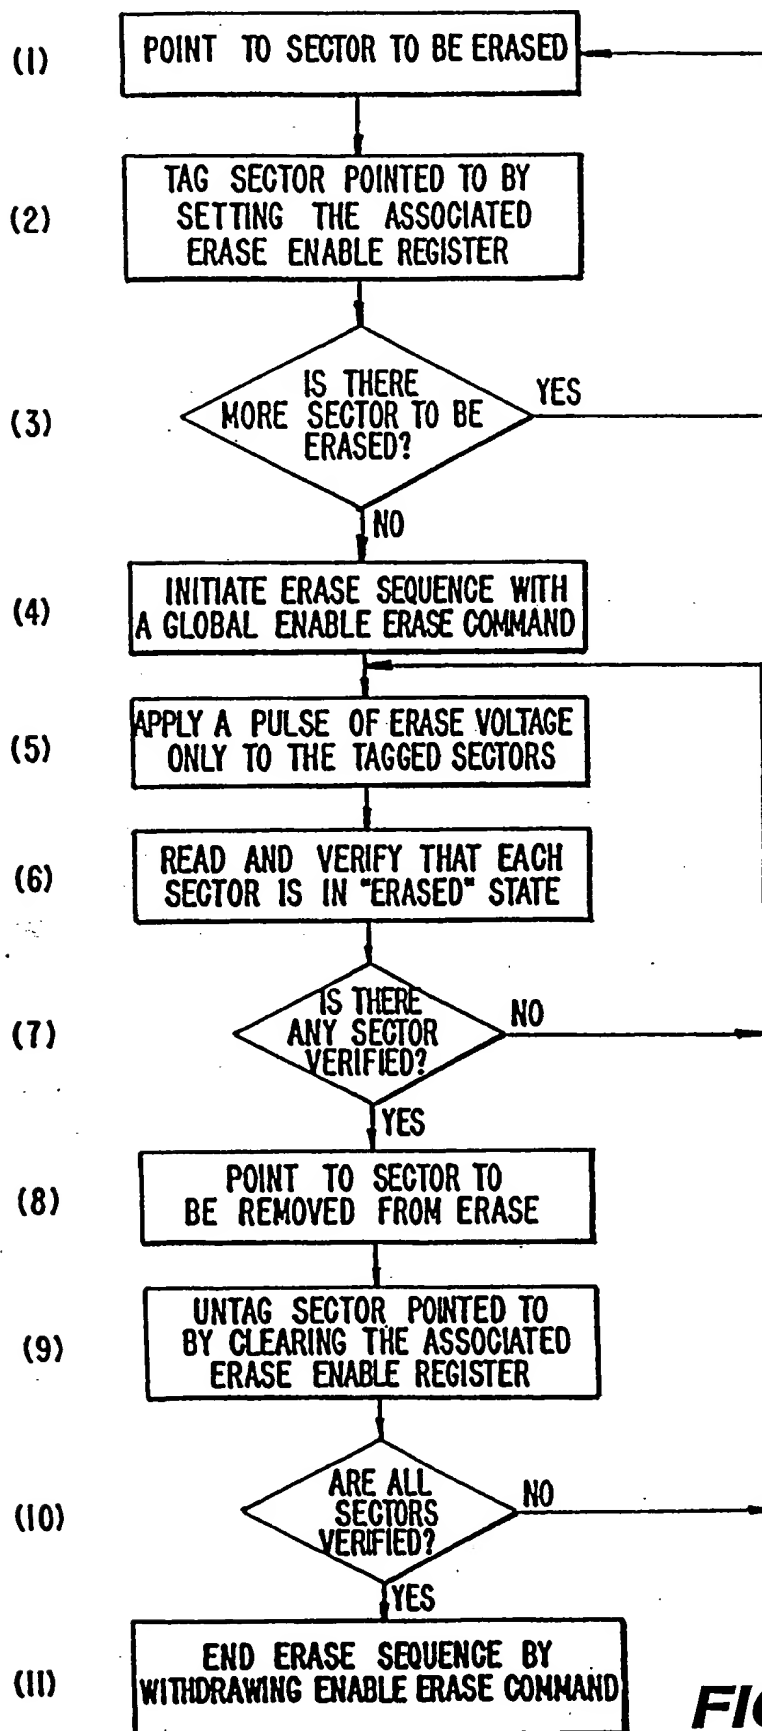 (1)
POINT TO SECTOR TO BE ERASED
(2)
TAG SECTOR POINTED TO BY
SETTING THE ASSOCIATED
ERASE ENABLE REGISTER
(3)
IS THERE
MORE SECTOR TO BE
ERASED?
YES
NO
(4)
INITIATE ERASE SEQUENCE WITH
A GLOBAL ENABLE ERASE COMMAND
(5)
APPLY A PULSE OF ERASE VOLTAGE
ONLY TO THE TAGGED SECTORS
(6)
READ AND VERIFY THAT EACH
SECTOR IS IN "ERASED" STATE
(7)
IS THERE
ANY SECTOR
VERIFIED?
NO
YES
(8)
POINT TO SECTOR TO
BE REMOVED FROM ERASE
(9)
UNTAG SECTOR POINTED TO
BY CLEARING THE ASSOCIATED
ERASE ENABLE REGISTER
(10)
ARE ALL
SECTORS
VERIFIED?
NO
YES
(11)
END ERASE SEQUENCE BY
WITHDRAWING ENABLE ERASE COMMAND